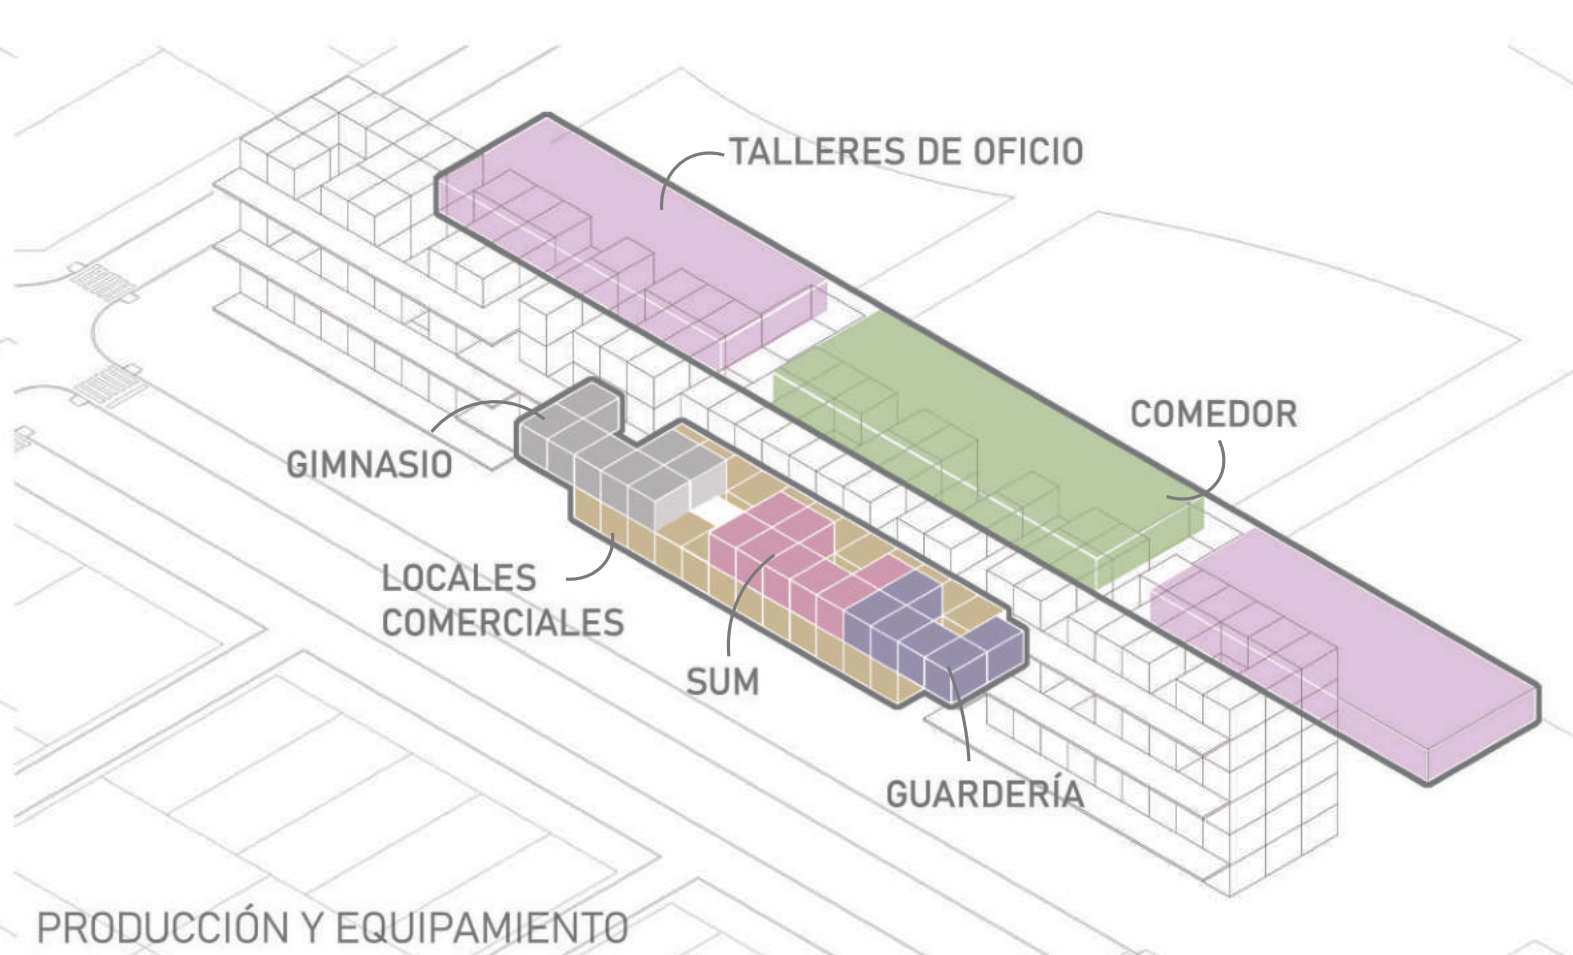 TALLERES DE OFICIO
COMEDOR
GIMNASIO
LOCALES
COMERCIALES
SUM
GUARDERÍA
PRODUCCIÓN Y EQUIPAMIENTO